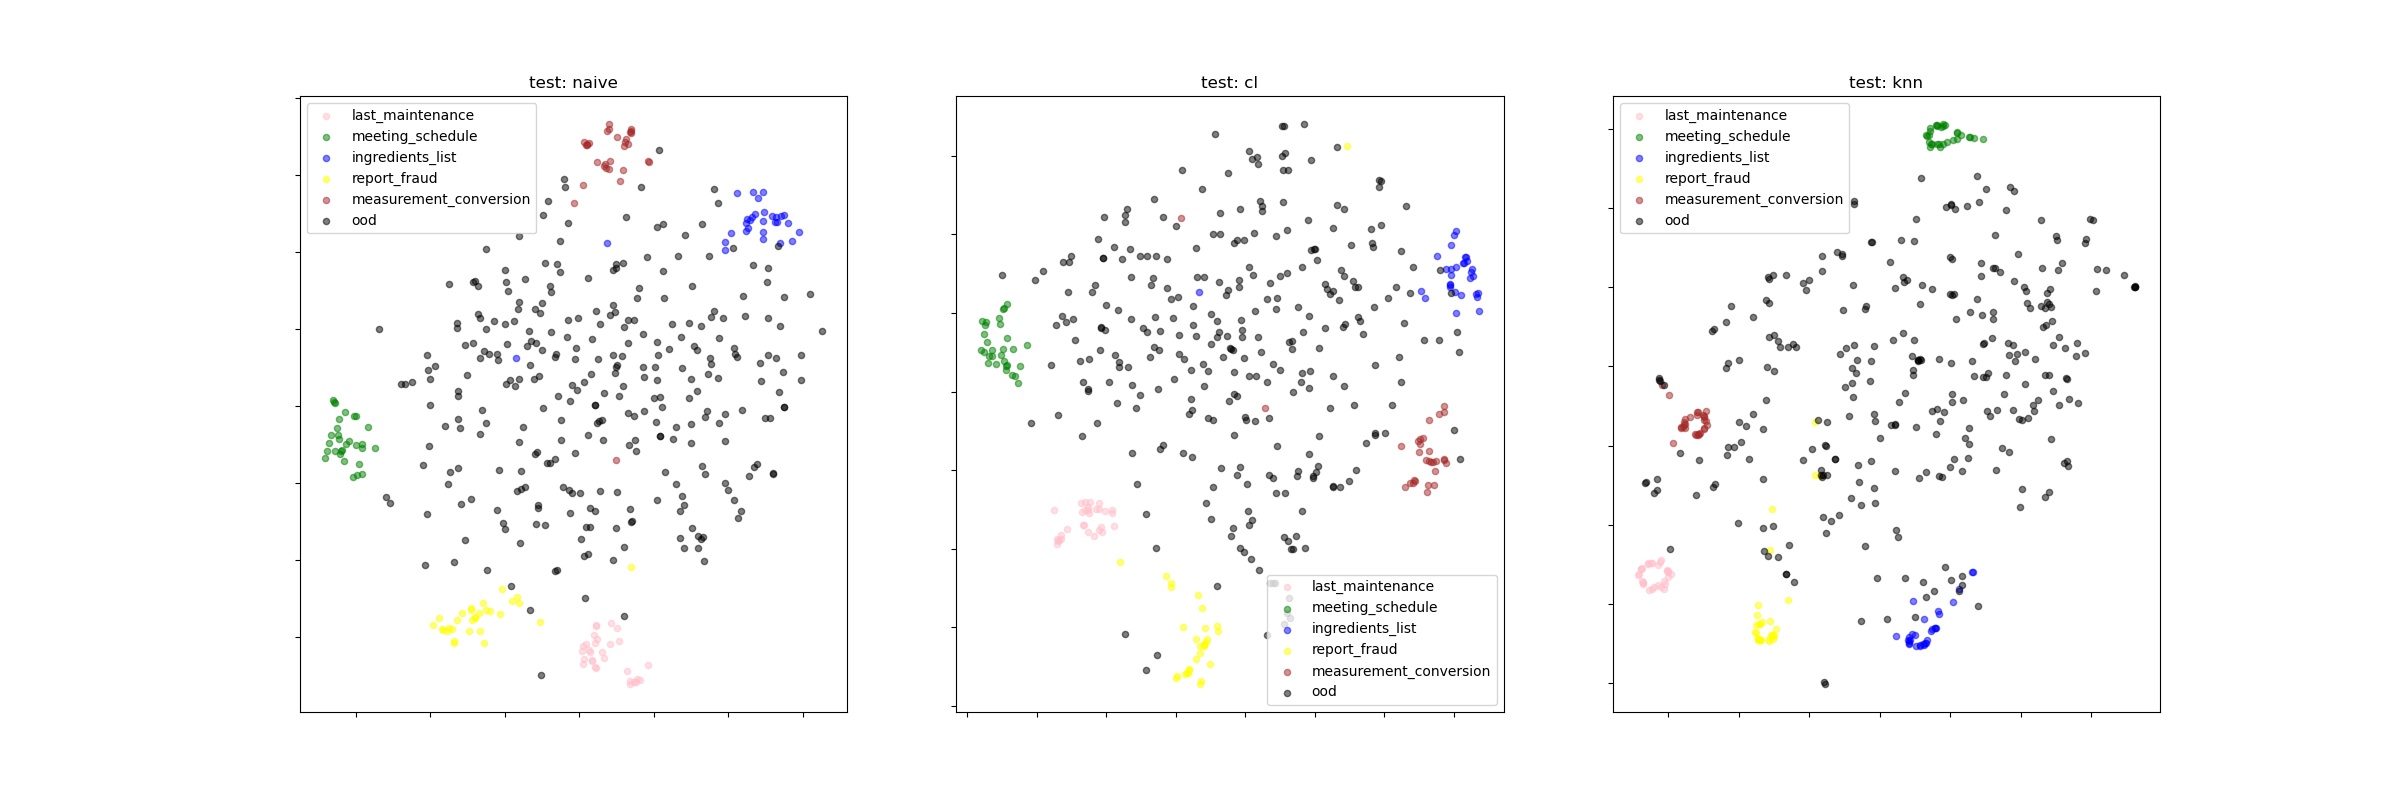 test: naive
last_maintenance
meeting_schedule
ingredients_list
report_fraud
measurement_conversion
ood
test: cl
last_maintenance
meeting_schedule
ingredients_list
report_fraud
measurement_conversion
ood
test: knn
last_maintenance
meeting_schedule
ingredients_list
report_fraud
measurement_conversion
ood